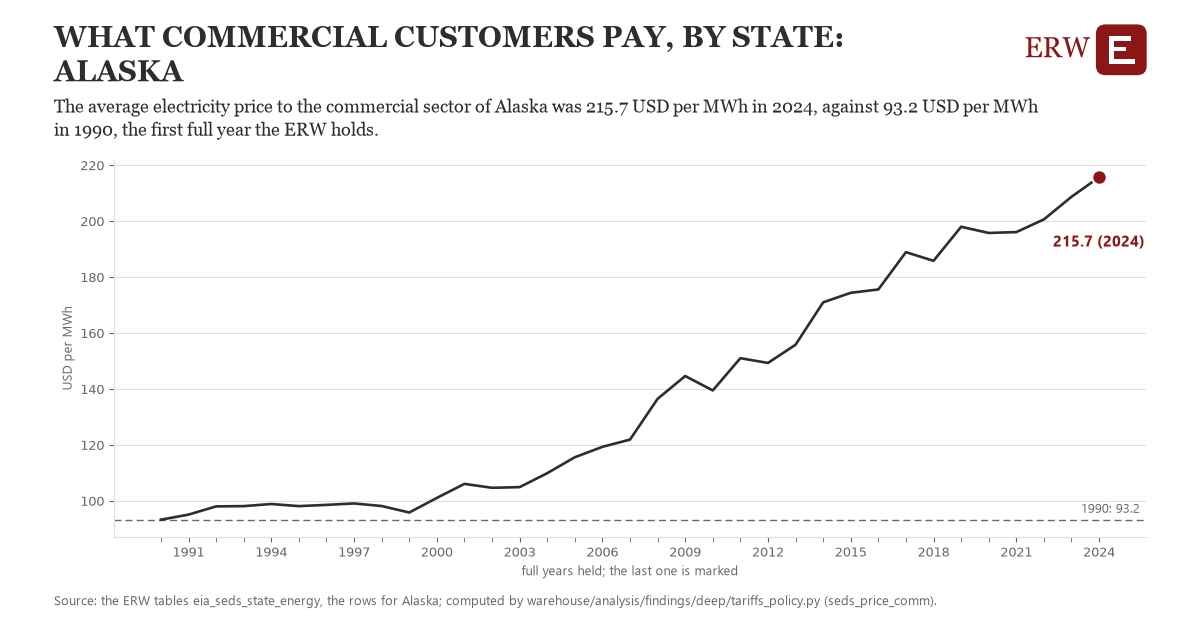 WHAT COMMERCIAL CUSTOMERS PAY, BY STATE:
ALASKA
ERW E
The average electricity price to the commercial sector of Alaska was 215.7 USD per MWh in 2024, against 93.2 USD per MWh
in 1990, the first full year the ERW holds.
220
200
180
160
140
120
100
USD per MWh
215.7 (2024)
1990: 93.2
1991 1994 1997 2000 2003 2006 2009 2012 2015 2018 2021 2024
full years held; the last one is marked
Source: the ERW tables eia_seds_state_energy, the rows for Alaska; computed by warehouse/analysis/findings/deep/tariffs_policy.py (seds_price_comm).